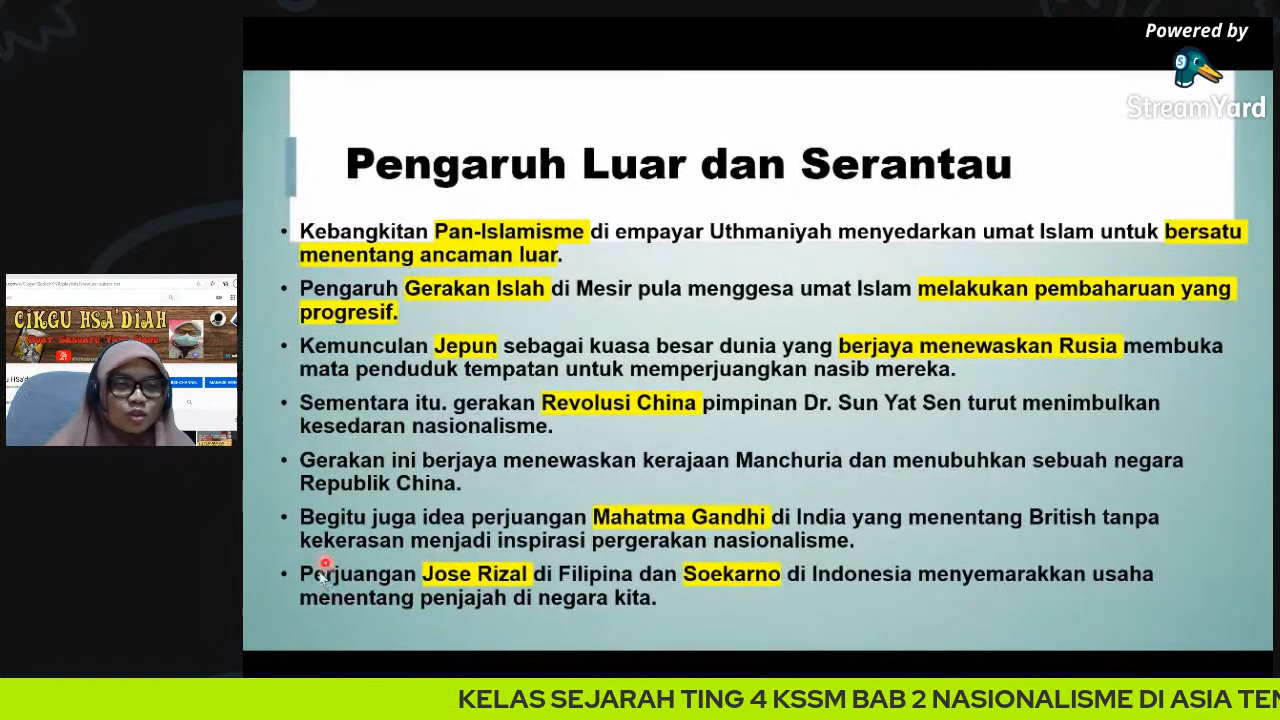 Powered by
StreamYard
Pengaruh Luar dan Serantau
• Kebangkitan Pan-Islamisme di empayar Uthmaniyah menyedarkan umat Islam untuk bersatu
menentang ancaman luar.
• Pengaruh Gerakan Islah di Mesir pula menggesa umat Islam melakukan pembaharuan yang
progresif.
• Kemunculan Jepun sebagai kuasa besar dunia yang berjaya menewaskan Rusia membuka
mata penduduk tempatan untuk memperjuangkan nasib mereka.
• Sementara itu. gerakan Revolusi China pimpinan Dr. Sun Yat Sen turut menimbulkan
kesedaran nasionalisme.
• Gerakan ini berjaya menewaskan kerajaan Manchuria dan menubuhkan sebuah negara
Republik China.
• Begitu juga idea perjuangan Mahatma Gandhi di India yang menentang British tanpa
kekerasan menjadi inspirasi pergerakan nasionalisme.
• Perjuangan Jose Rizal di Filipina dan Soekarno di Indonesia menyemarakkan usaha
menentang penjajah di negara kita.
CIKGU HSA'DIAH
KELAS SEJARAH TING 4 KSSM BAB 2 NASIONALISME DI ASIA TEN